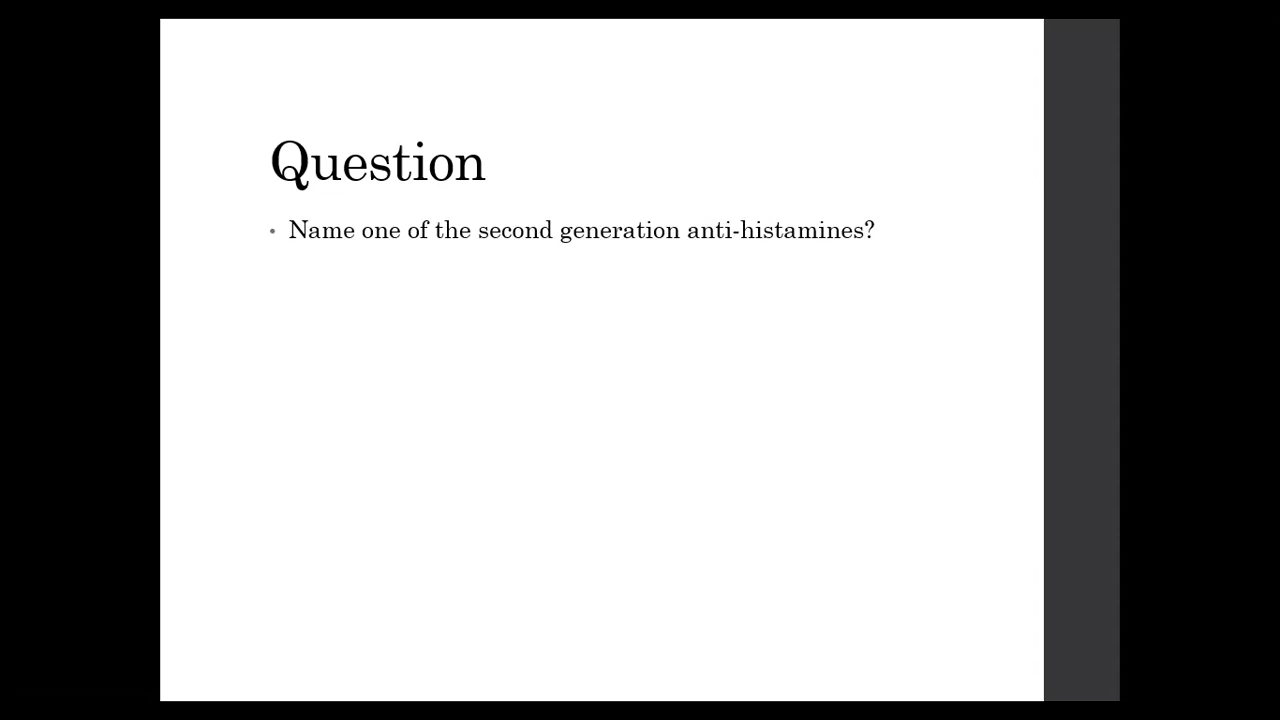 Question
• Name one of the second generation anti-histamines?